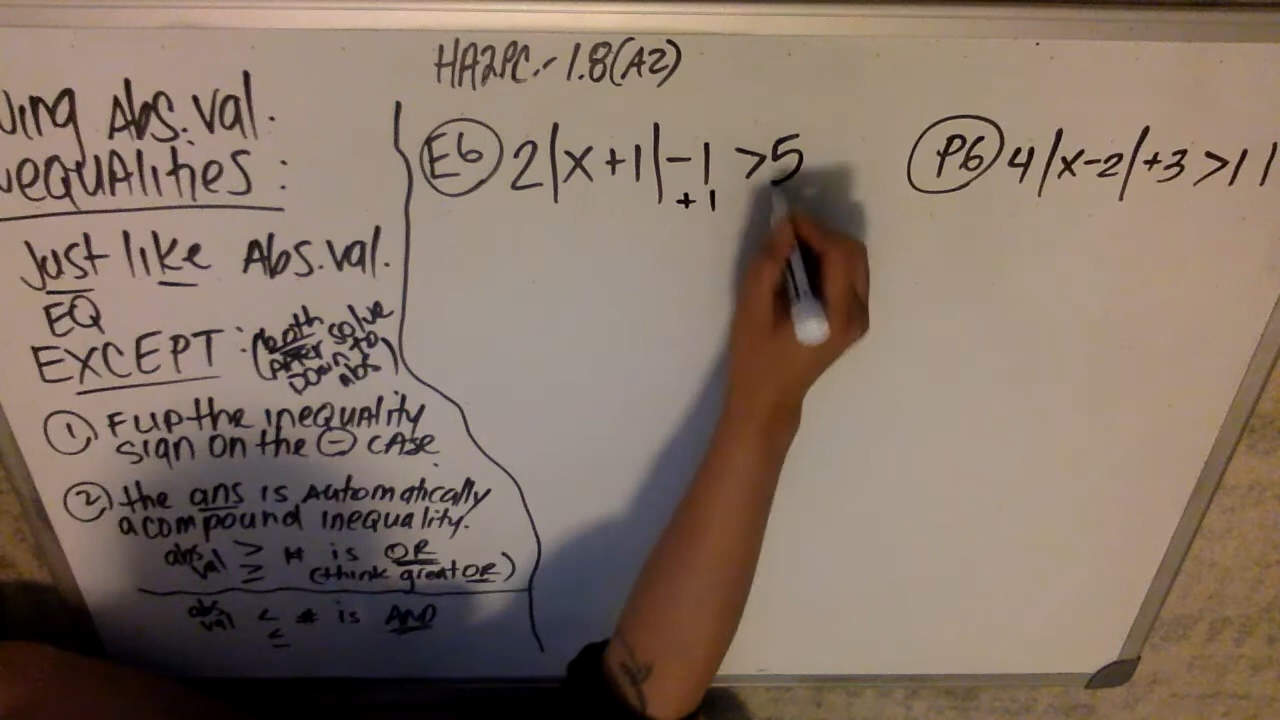 HA2PC - 1.8(A2)
ving Abs. val.
equalities :
Just like Abs. val.
EQ
EXCEPT : (both
AFTER solve
DOWN to
abs)
① FLIP the inequality
sign on the ⊖ CASE.
② the ans is Automatically
a compound inequality.
abs val > ≥ # is OR
(think greatOR)
abs val < ≤ # is AND
E6 2|x+1|-1 >5
+1
P6 4|x-2|+3>11